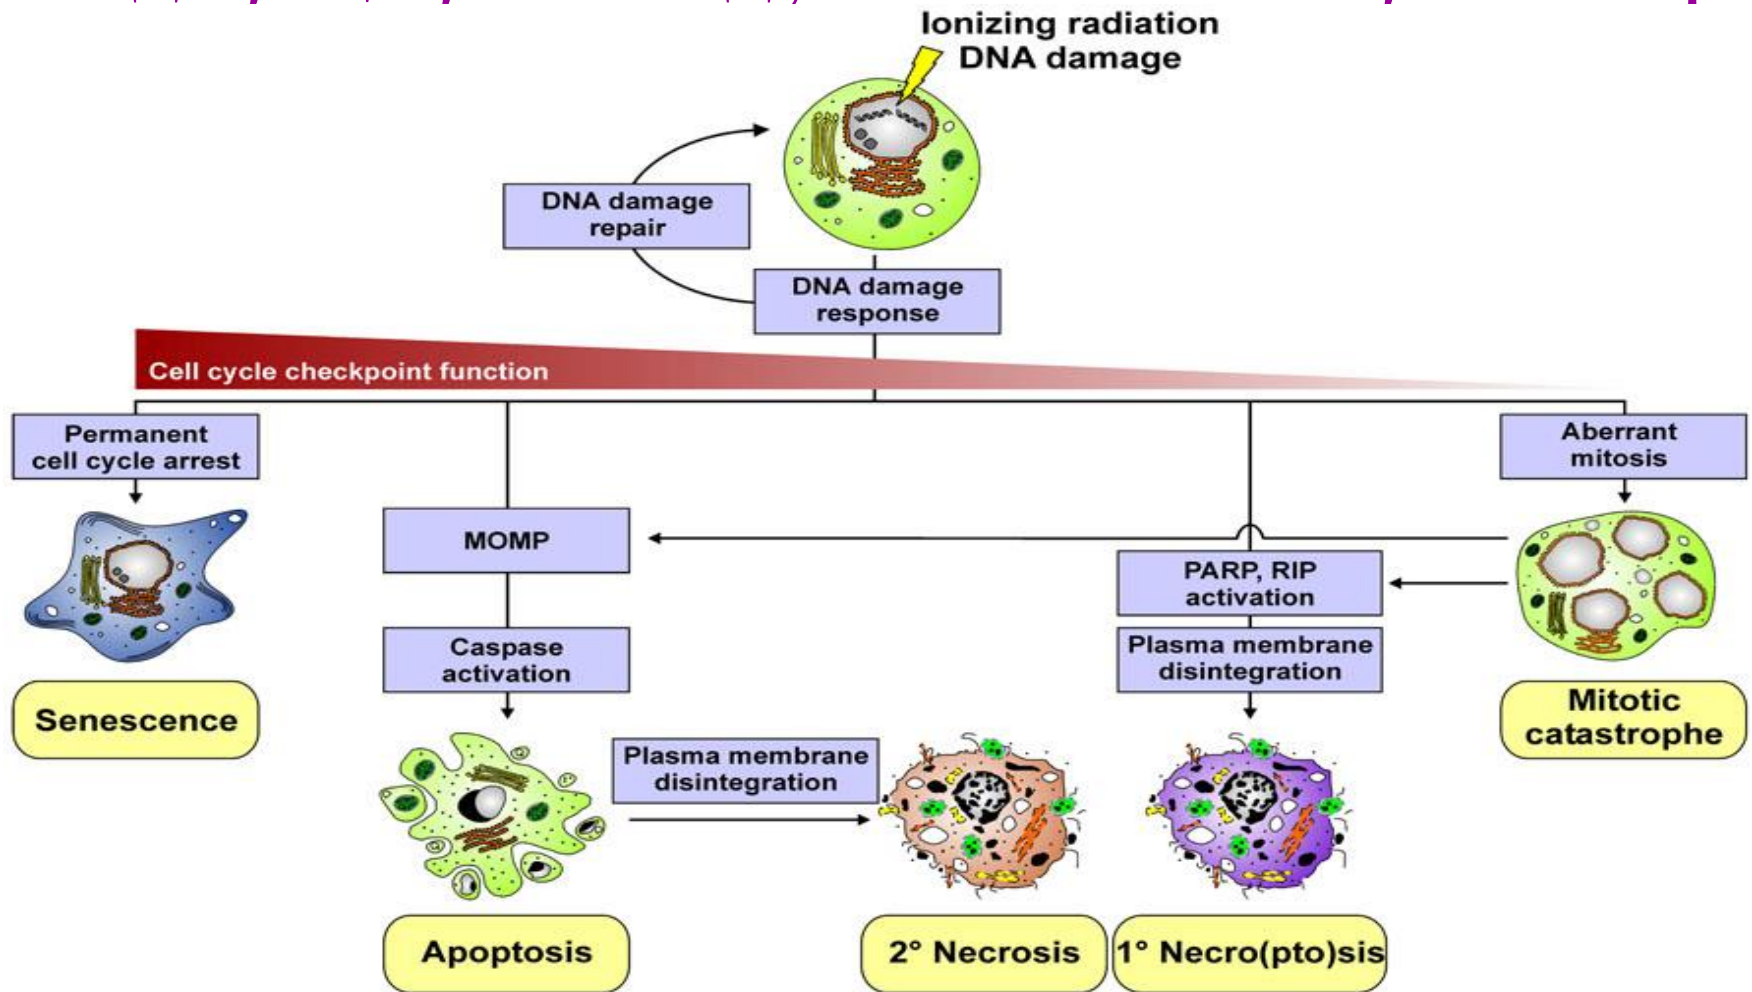 Ionizing radiation
DNA damage
DNA damage
repair
DNA damage
response
Cell cycle checkpoint function
Permanent
cell cycle arrest
Aberrant
mitosis
MOMP
PARP, RIP
activation
Caspase
activation
Plasma membrane
disintegration
Senescence
Mitotic
catastrophe
Plasma membrane
disintegration
Apoptosis
2° Necrosis
1° Necro(pto)sis